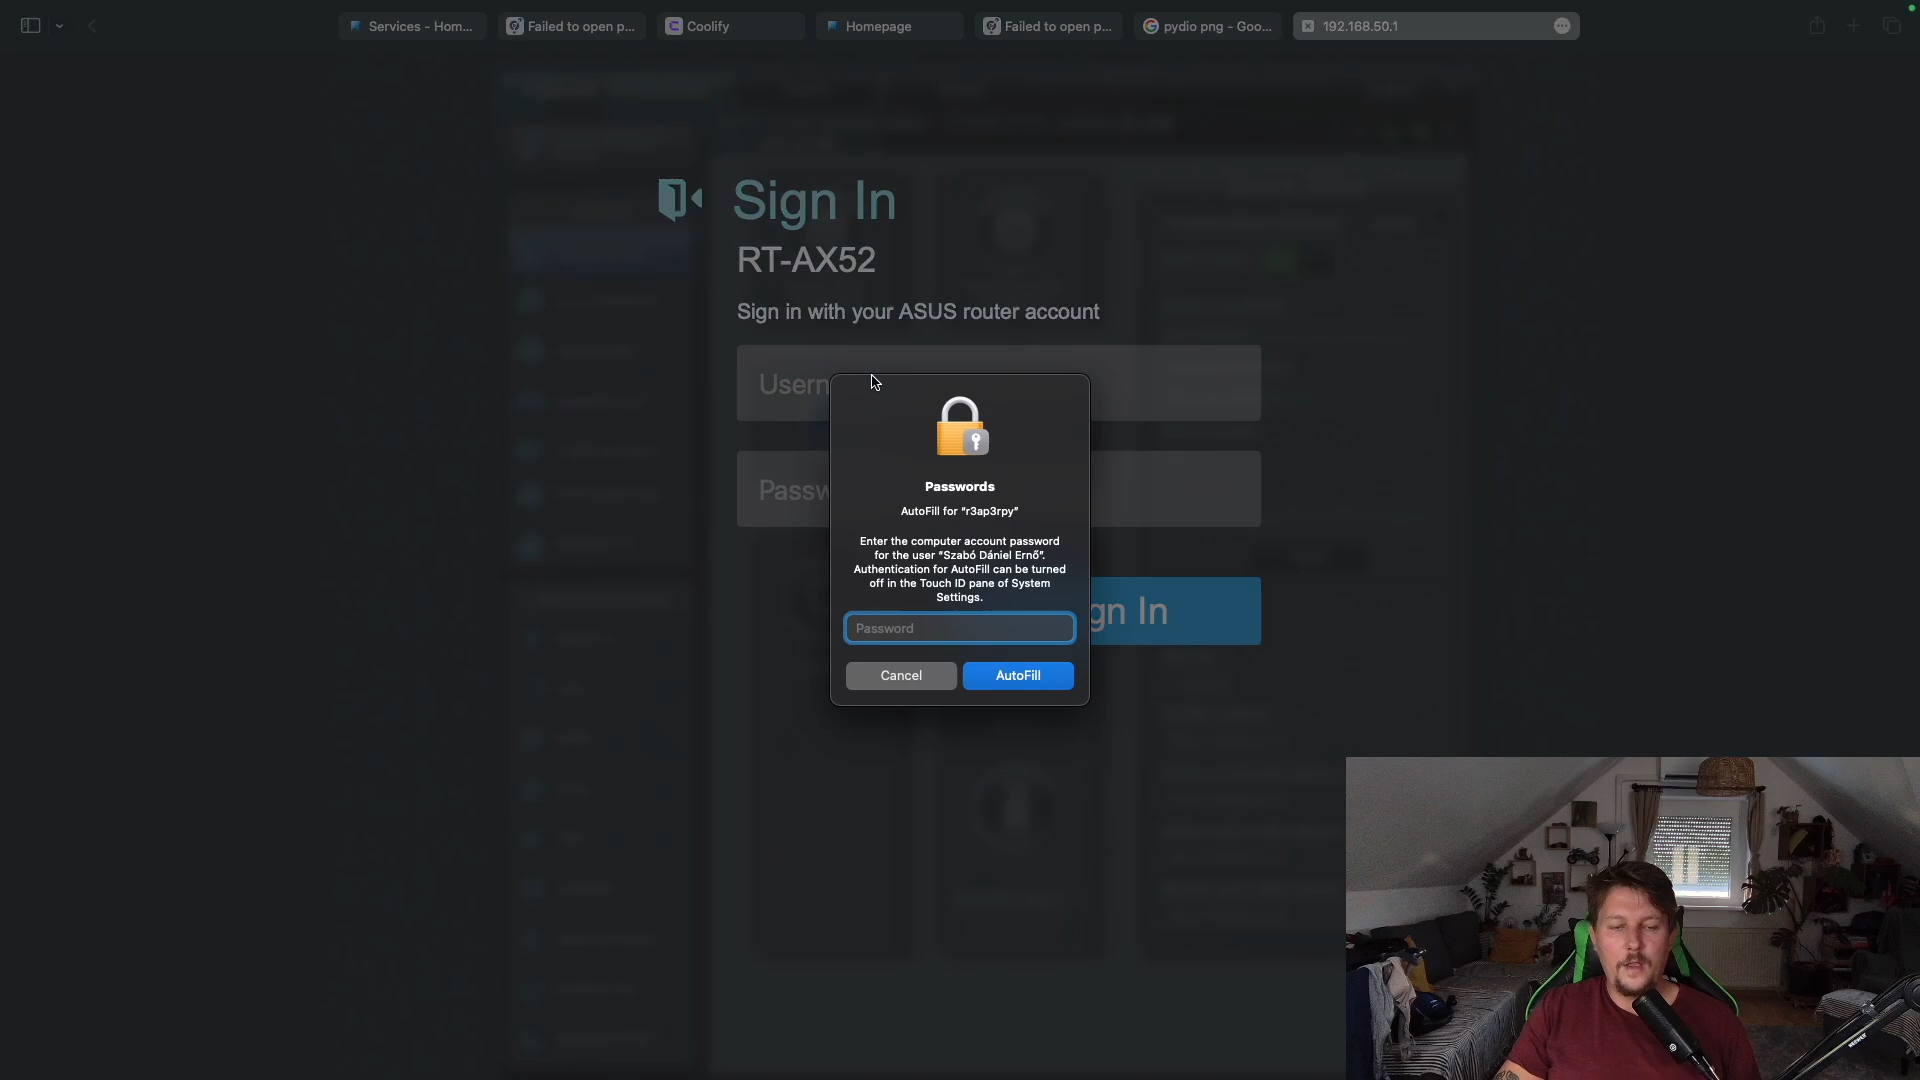 Services - Hom...
Failed to open p...
Coolify
Homepage
Failed to open p...
pydio png - Goo...
192.168.50.1
Sign In
RT-AX52
Sign in with your ASUS router account
Usern
Passw
gn In
Passwords
AutoFill for "r3ap3rpy"
Enter the computer account password
for the user "Szabó Dániel Ernő".
Authentication for AutoFill can be turned
off in the Touch ID pane of System
Settings.
Password
Cancel
AutoFill